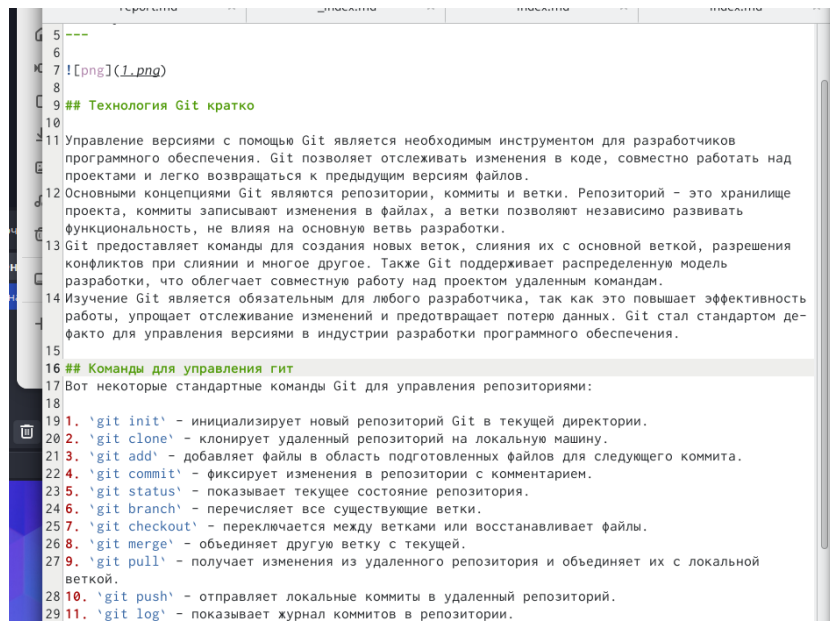 report.md
_index.md
index.md
index.md
5 ---
6
7 ![png](1.png)
8
9 ## Технология Git кратко
10
11 Управление версиями с помощью Git является необходимым инструментом для разработчиков
программного обеспечения. Git позволяет отслеживать изменения в коде, совместно работать над
проектами и легко возвращаться к предыдущим версиям файлов.
12 Основными концепциями Git являются репозитории, коммиты и ветки. Репозиторий – это хранилище
проекта, коммиты записывают изменения в файлах, а ветки позволяют независимо развивать
функциональность, не влияя на основную ветвь разработки.
13 Git предоставляет команды для создания новых веток, слияния их с основной веткой, разрешения
конфликтов при слиянии и многое другое. Также Git поддерживает распределенную модель
разработки, что облегчает совместную работу над проектом удаленным командам.
14 Изучение Git является обязательным для любого разработчика, так как это повышает эффективность
работы, упрощает отслеживание изменений и предотвращает потерю данных. Git стал стандартом де-
факто для управления версиями в индустрии разработки программного обеспечения.
15
16 ## Команды для управления гит
17 Вот некоторые стандартные команды Git для управления репозиториями:
18
19 1. `git init` – инициализирует новый репозиторий Git в текущей директории.
20 2. `git clone` – клонирует удаленный репозиторий на локальную машину.
21 3. `git add` – добавляет файлы в область подготовленных файлов для следующего коммита.
22 4. `git commit` – фиксирует изменения в репозитории с комментарием.
23 5. `git status` – показывает текущее состояние репозитория.
24 6. `git branch` – перечисляет все существующие ветки.
25 7. `git checkout` – переключается между ветками или восстанавливает файлы.
26 8. `git merge` – объединяет другую ветку с текущей.
27 9. `git pull` – получает изменения из удаленного репозитория и объединяет их с локальной
веткой.
28 10. `git push` – отправляет локальные коммиты в удаленный репозиторий.
29 11. `git log` – показывает журнал коммитов в репозитории.